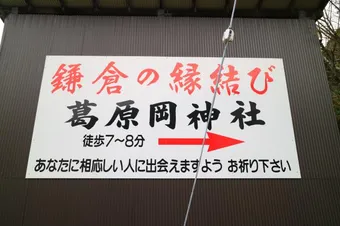 鎌倉の縁結び
葛原岡神社
徒歩7〜8分
あなたに相応しい人に出会えますよう お祈り下さい